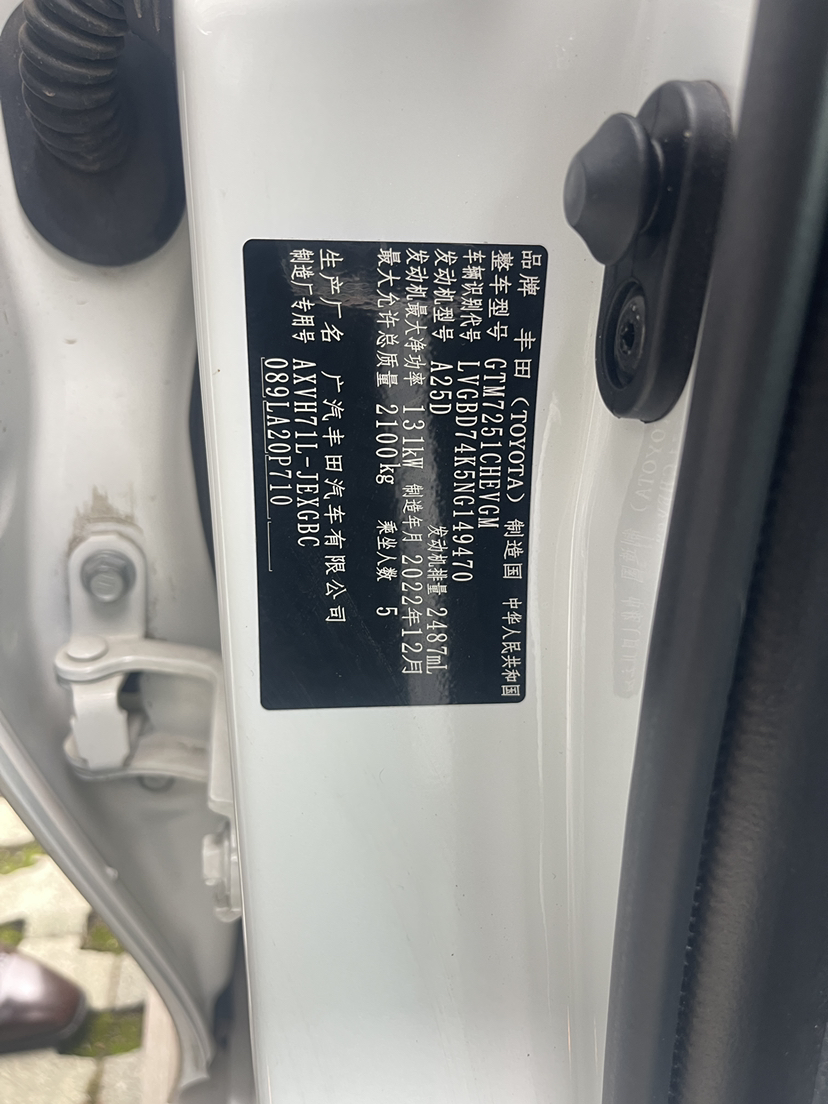 品牌 丰田(TOYOTA) 制造国 中华人民共和国
整车型号 GTM7251CHEVGM
车辆识别代号 LVGBD74K5NG149470
发动机型号 A25D 发动机排量 2487mL
发动机最大净功率 131kW 制造年月 2022年12月
最大允许总质量 2100kg 乘坐人数 5
生产厂名 广汽丰田汽车有限公司
制造厂专用号 AXVH71L-JEXGBC
089LA20P710